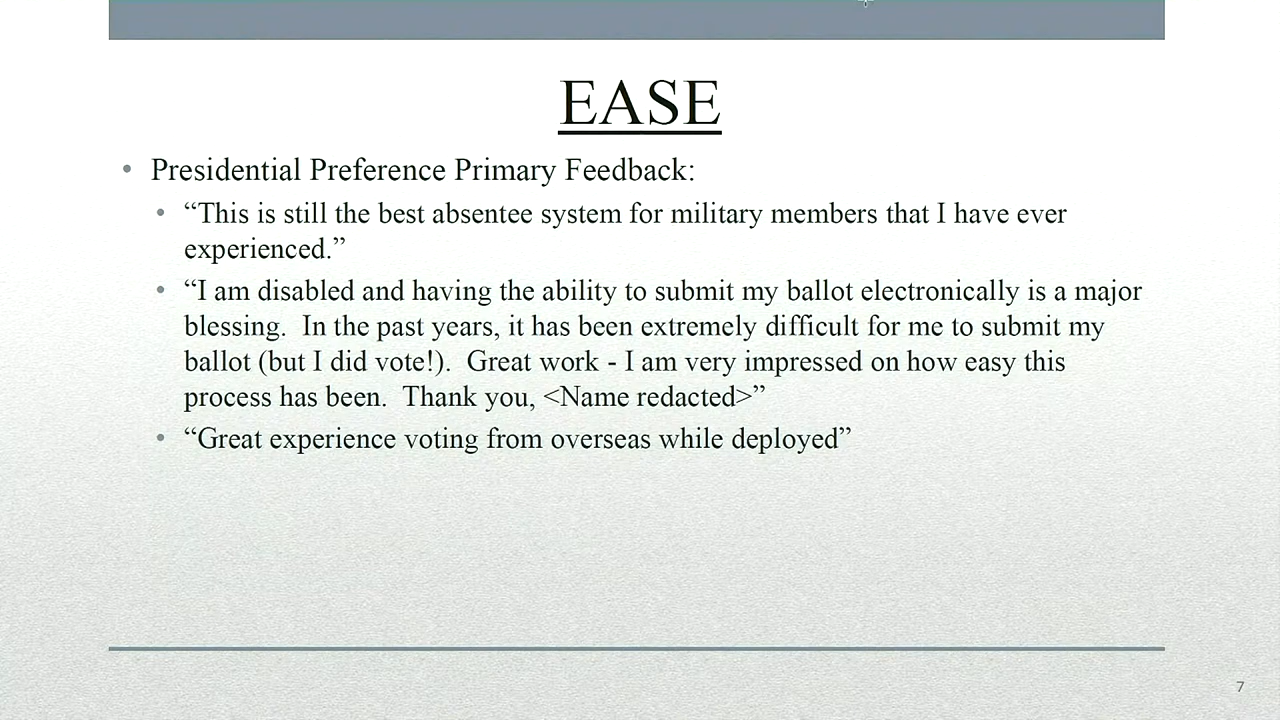 EASE
• Presidential Preference Primary Feedback:
• “This is still the best absentee system for military members that I have ever
experienced.”
• “I am disabled and having the ability to submit my ballot electronically is a major
blessing.  In the past years, it has been extremely difficult for me to submit my
ballot (but I did vote!).  Great work - I am very impressed on how easy this
process has been.  Thank you, <Name redacted>”
• “Great experience voting from overseas while deployed”
7